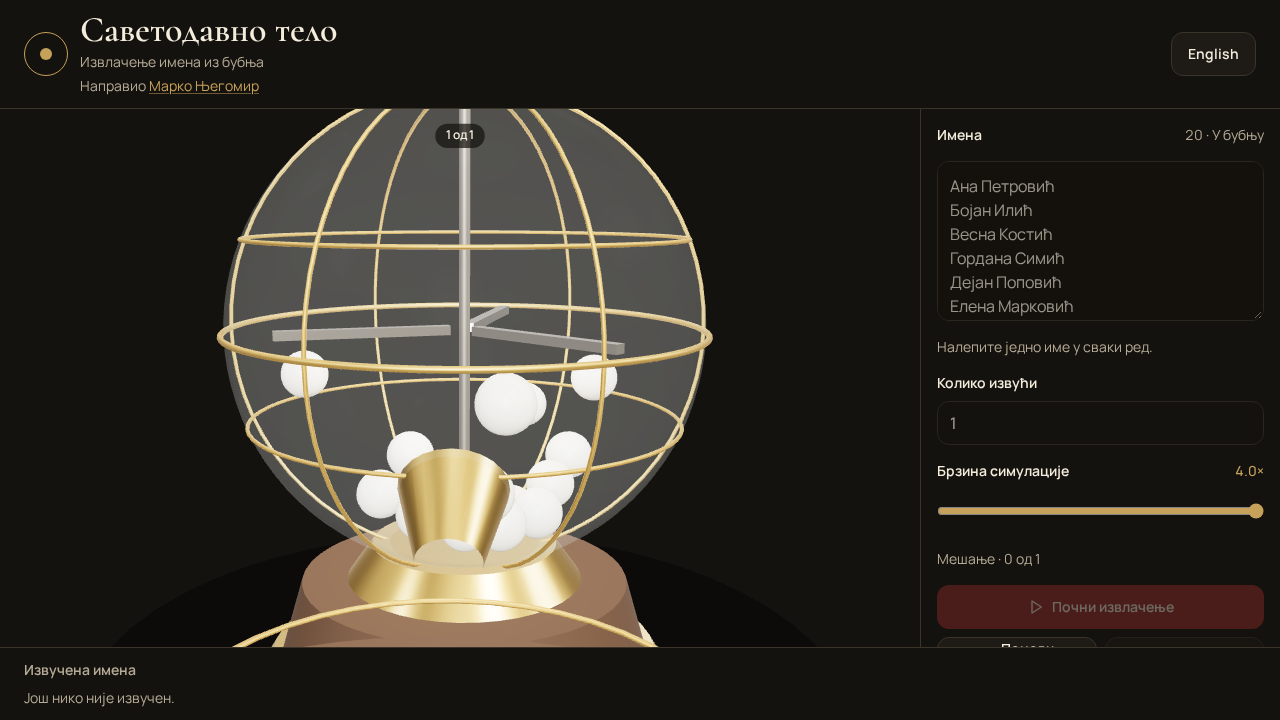 Саветодавно тело
Извлачење имена из бубња
Направио Марко Његомир
English
1 од 1
Имена
20 · У бубњу
Ана Петровић
Бојан Илић
Весна Костић
Гордана Симић
Дејан Поповић
Елена Марковић
Налепите једно име у сваки ред.
Колико извући
1
Брзина симулације
4.0×
Мешање · 0 од 1
Почни извлачење
Извучена имена
Још нико није извучен.